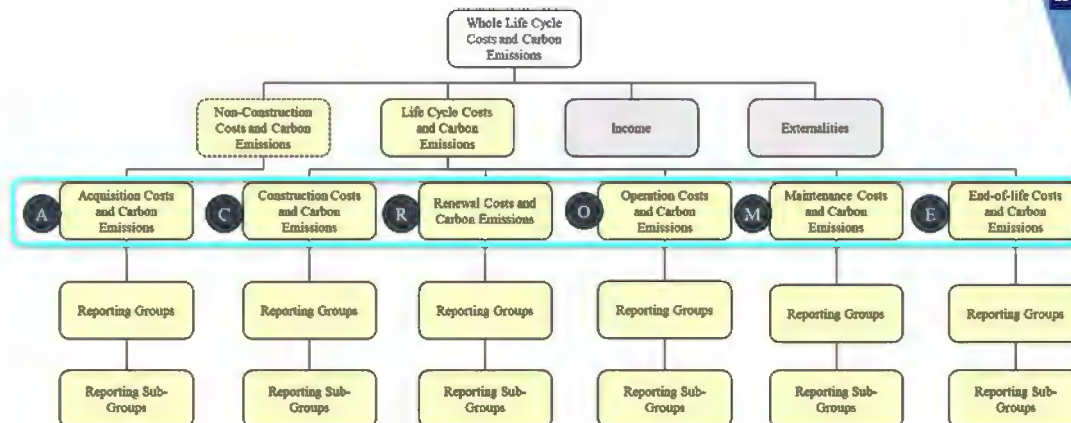 Whole Life Cycle
Costs and Carbon
Emissions
Non-Construction
Costs and Carbon
Emissions
Life Cycle Costs
and Carbon
Emissions
Income
Externalities
A
Acquisition Costs
and Carbon
Emissions
C
Construction Costs
and Carbon
Emissions
R
Renewal Costs and
Carbon Emissions
O
Operation Costs
and Carbon
Emissions
M
Maintenance Costs
and Carbon
Emissions
E
End-of-life Costs
and Carbon
Emissions
Reporting Groups
Reporting Groups
Reporting Groups
Reporting Groups
Reporting Groups
Reporting Groups
Reporting Sub-
Groups
Reporting Sub-
Groups
Reporting Sub-
Groups
Reporting Sub-
Groups
Reporting Sub-
Groups
Reporting Sub-
Groups